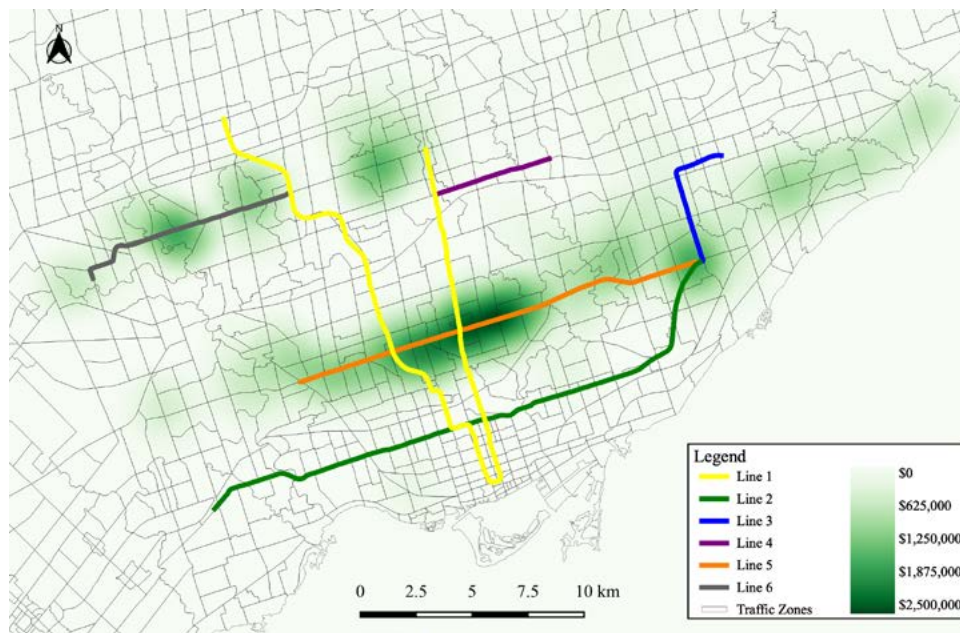 N
Legend
Line 1
Line 2
Line 3
Line 4
Line 5
Line 6
Traffic Zones
$0
$625,000
$1,250,000
$1,875,000
$2,500,000
0 2.5 5 7.5 10 km